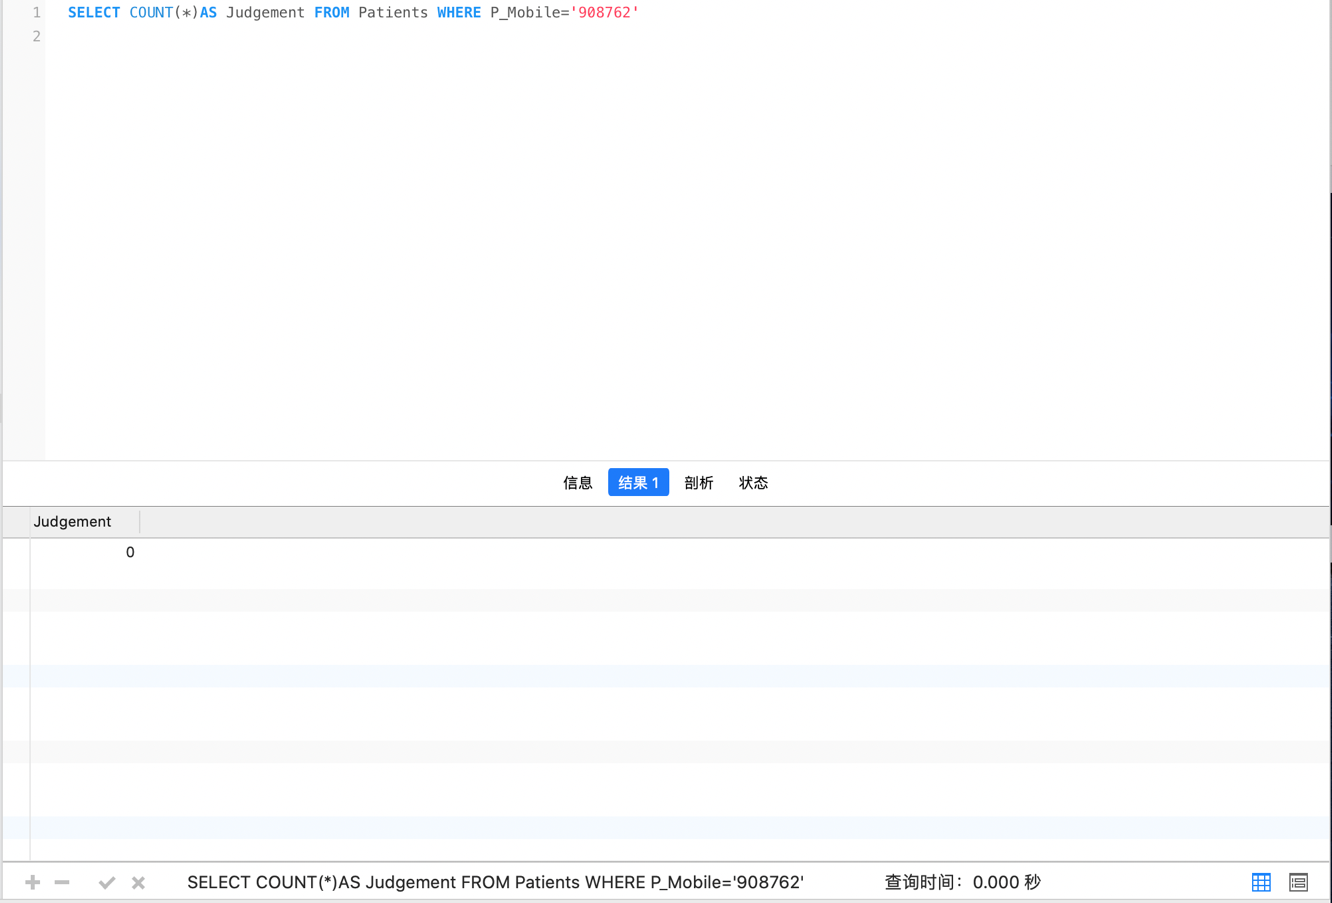 1 SELECT COUNT(*)AS Judgement FROM Patients WHERE P_Mobile='908762'
2
信息 结果 1 剖析 状态
Judgement
0
SELECT COUNT(*)AS Judgement FROM Patients WHERE P_Mobile='908762' 查询时间：0.000 秒